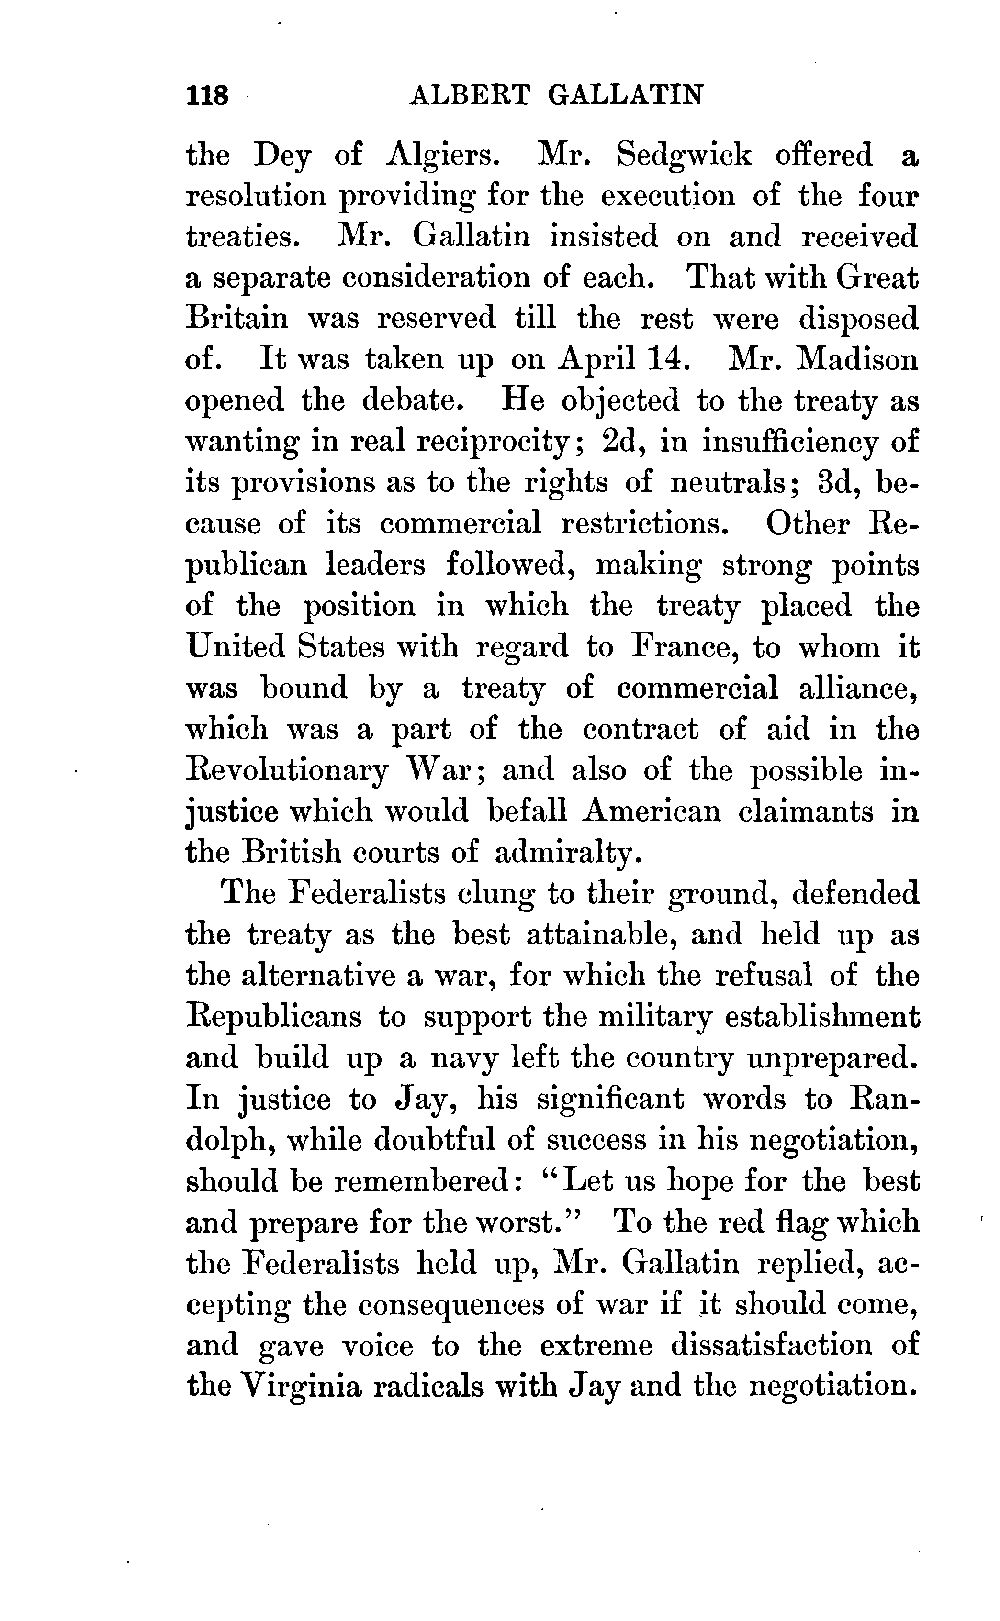 118 ALBERT GALLATIN
the Dey of Algiers. Mr. Sedgwick offered a
resolution providing for the execution of the four
treaties. Mr. Gallatin insisted on and received
a separate consideration of each. That with Great
Britain was reserved till the rest were disposed
of. It was taken up on April 14. Mr. Madison
opened the debate. He objected to the treaty as
wanting in real reciprocity; 2d, in insufficiency of
its provisions as to the rights of neutrals; 3d, be-
cause of its commercial restrictions. Other Re-
publican leaders followed, making strong points
of the position in which the treaty placed the
United States with regard to France, to whom it
was bound by a treaty of commercial alliance,
which was a part of the contract of aid in the
Revolutionary War; and also of the possible in-
justice which would befall American claimants in
the British courts of admiralty.
The Federalists clung to their ground, defended
the treaty as the best attainable, and held up as
the alternative a war, for which the refusal of the
Republicans to support the military establishment
and build up a navy left the country unprepared.
In justice to Jay, his significant words to Ran-
dolph, while doubtful of success in his negotiation,
should be remembered: "Let us hope for the best
and prepare for the worst." To the red flag which
the Federalists held up, Mr. Gallatin replied, ac-
cepting the consequences of war if it should come,
and gave voice to the extreme dissatisfaction of
the Virginia radicals with Jay and the negotiation.